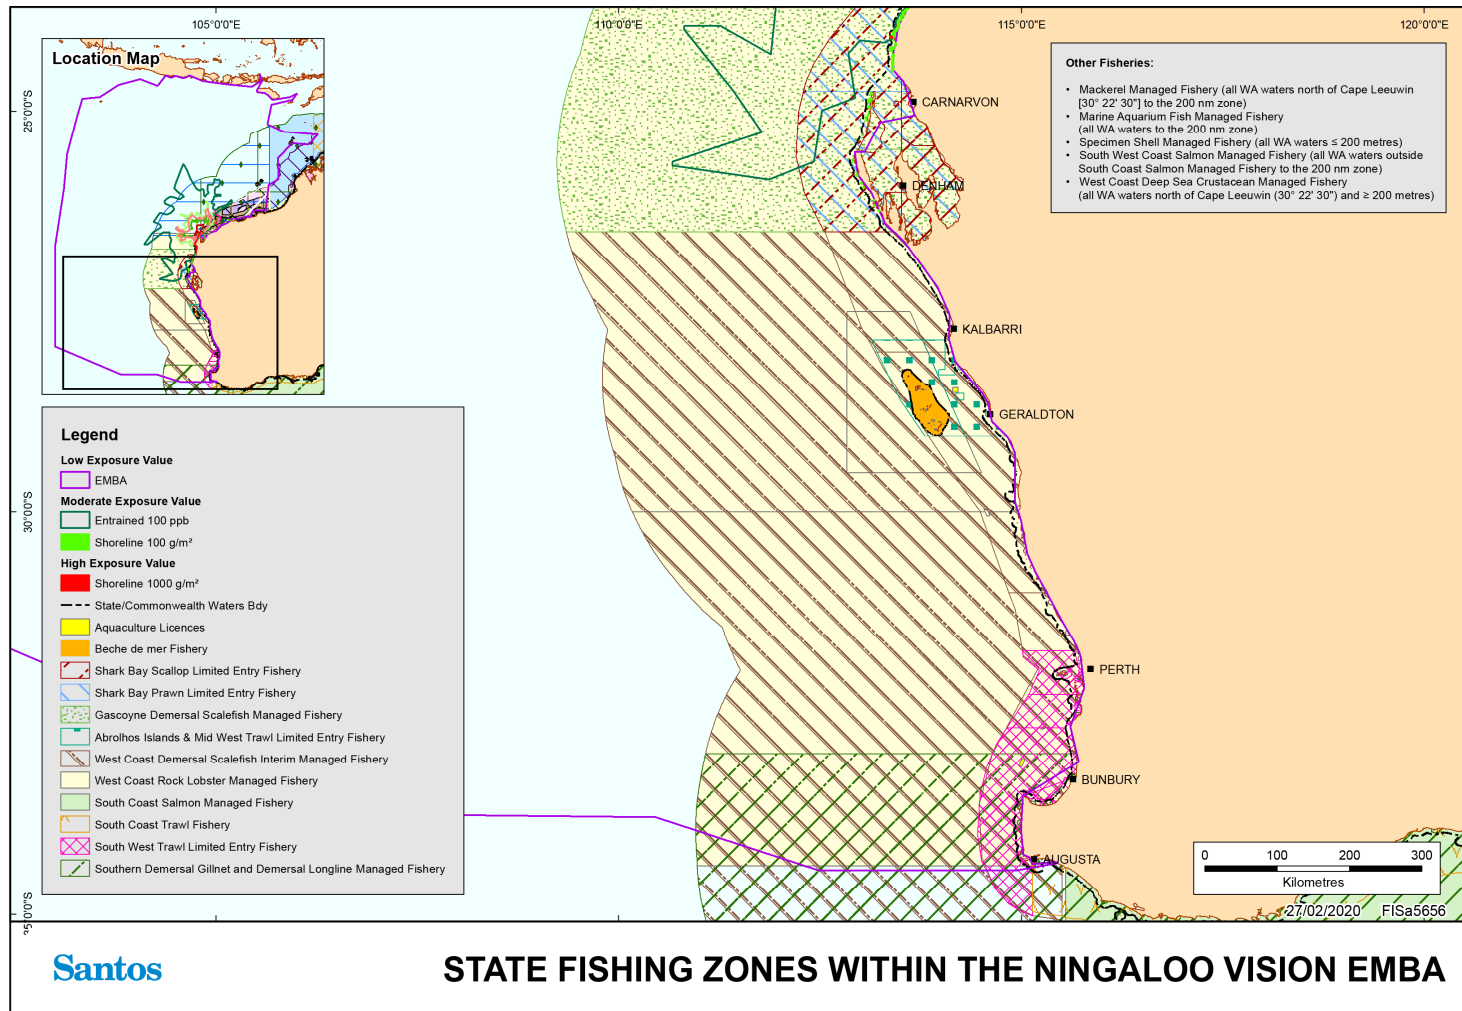 105°0'0"E
110°0'0"E
115°0'0"E
120°0'0"E
25°0'0"S
30°0'0"S
35°0'0"S
Location Map
Other Fisheries:
• Mackerel Managed Fishery (all WA waters north of Cape Leeuwin
[30° 22' 30"] to the 200 nm zone)
• Marine Aquarium Fish Managed Fishery
(all WA waters to the 200 nm zone)
• Specimen Shell Managed Fishery (all WA waters ≤ 200 metres)
• South West Coast Salmon Managed Fishery (all WA waters outside
South Coast Salmon Managed Fishery to the 200 nm zone)
• West Coast Deep Sea Crustacean Managed Fishery
(all WA waters north of Cape Leeuwin (30° 22' 30") and ≥ 200 metres)
CARNARVON
DENHAM
KALBARRI
GERALDTON
PERTH
BUNBURY
AUGUSTA
Legend
Low Exposure Value
EMBA
Moderate Exposure Value
Entrained 100 ppb
Shoreline 100 g/m²
High Exposure Value
Shoreline 1000 g/m²
State/Commonwealth Waters Bdy
Aquaculture Licences
Beche de mer Fishery
Shark Bay Scallop Limited Entry Fishery
Shark Bay Prawn Limited Entry Fishery
Gascoyne Demersal Scalefish Managed Fishery
Abrolhos Islands & Mid West Trawl Limited Entry Fishery
West Coast Demersal Scalefish Interim Managed Fishery
West Coast Rock Lobster Managed Fishery
South Coast Salmon Managed Fishery
South Coast Trawl Fishery
South West Trawl Limited Entry Fishery
Southern Demersal Gillnet and Demersal Longline Managed Fishery
0 100 200 300
Kilometres
27/02/2020 FISa5656
Santos
STATE FISHING ZONES WITHIN THE NINGALOO VISION EMBA